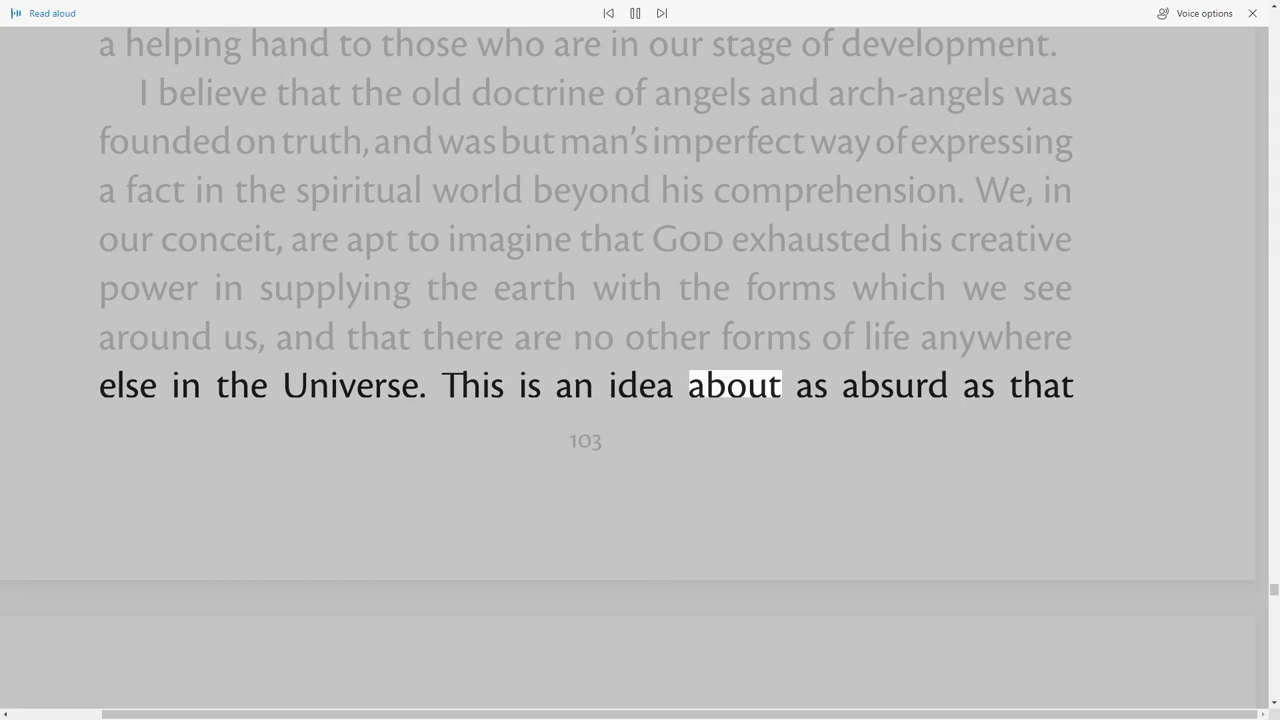 Read aloud
Voice options
a helping hand to those who are in our stage of development.
I believe that the old doctrine of angels and arch-angels was
founded on truth, and was but man’s imperfect way of expressing
a fact in the spiritual world beyond his comprehension. We, in
our conceit, are apt to imagine that GOD exhausted his creative
power in supplying the earth with the forms which we see
around us, and that there are no other forms of life anywhere
else in the Universe. This is an idea about as absurd as that
103